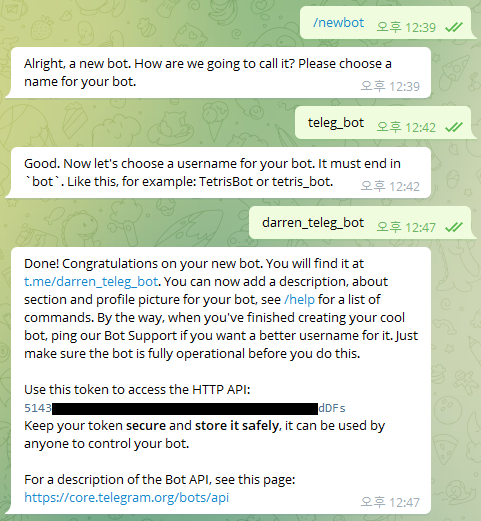 /newbot 오후 12:39
Alright, a new bot. How are we going to call it? Please choose a
name for your bot.
오후 12:39
teleg_bot 오후 12:42
Good. Now let's choose a username for your bot. It must end in
`bot`. Like this, for example: TetrisBot or tetris_bot.
오후 12:42
darren_teleg_bot 오후 12:47
Done! Congratulations on your new bot. You will find it at
t.me/darren_teleg_bot. You can now add a description, about
section and profile picture for your bot, see /help for a list of
commands. By the way, when you've finished creating your cool
bot, ping our Bot Support if you want a better username for it. Just
make sure the bot is fully operational before you do this.
Use this token to access the HTTP API:
5143 dDFs
Keep your token secure and store it safely, it can be used by
anyone to control your bot.
For a description of the Bot API, see this page:
https://core.telegram.org/bots/api
오후 12:47